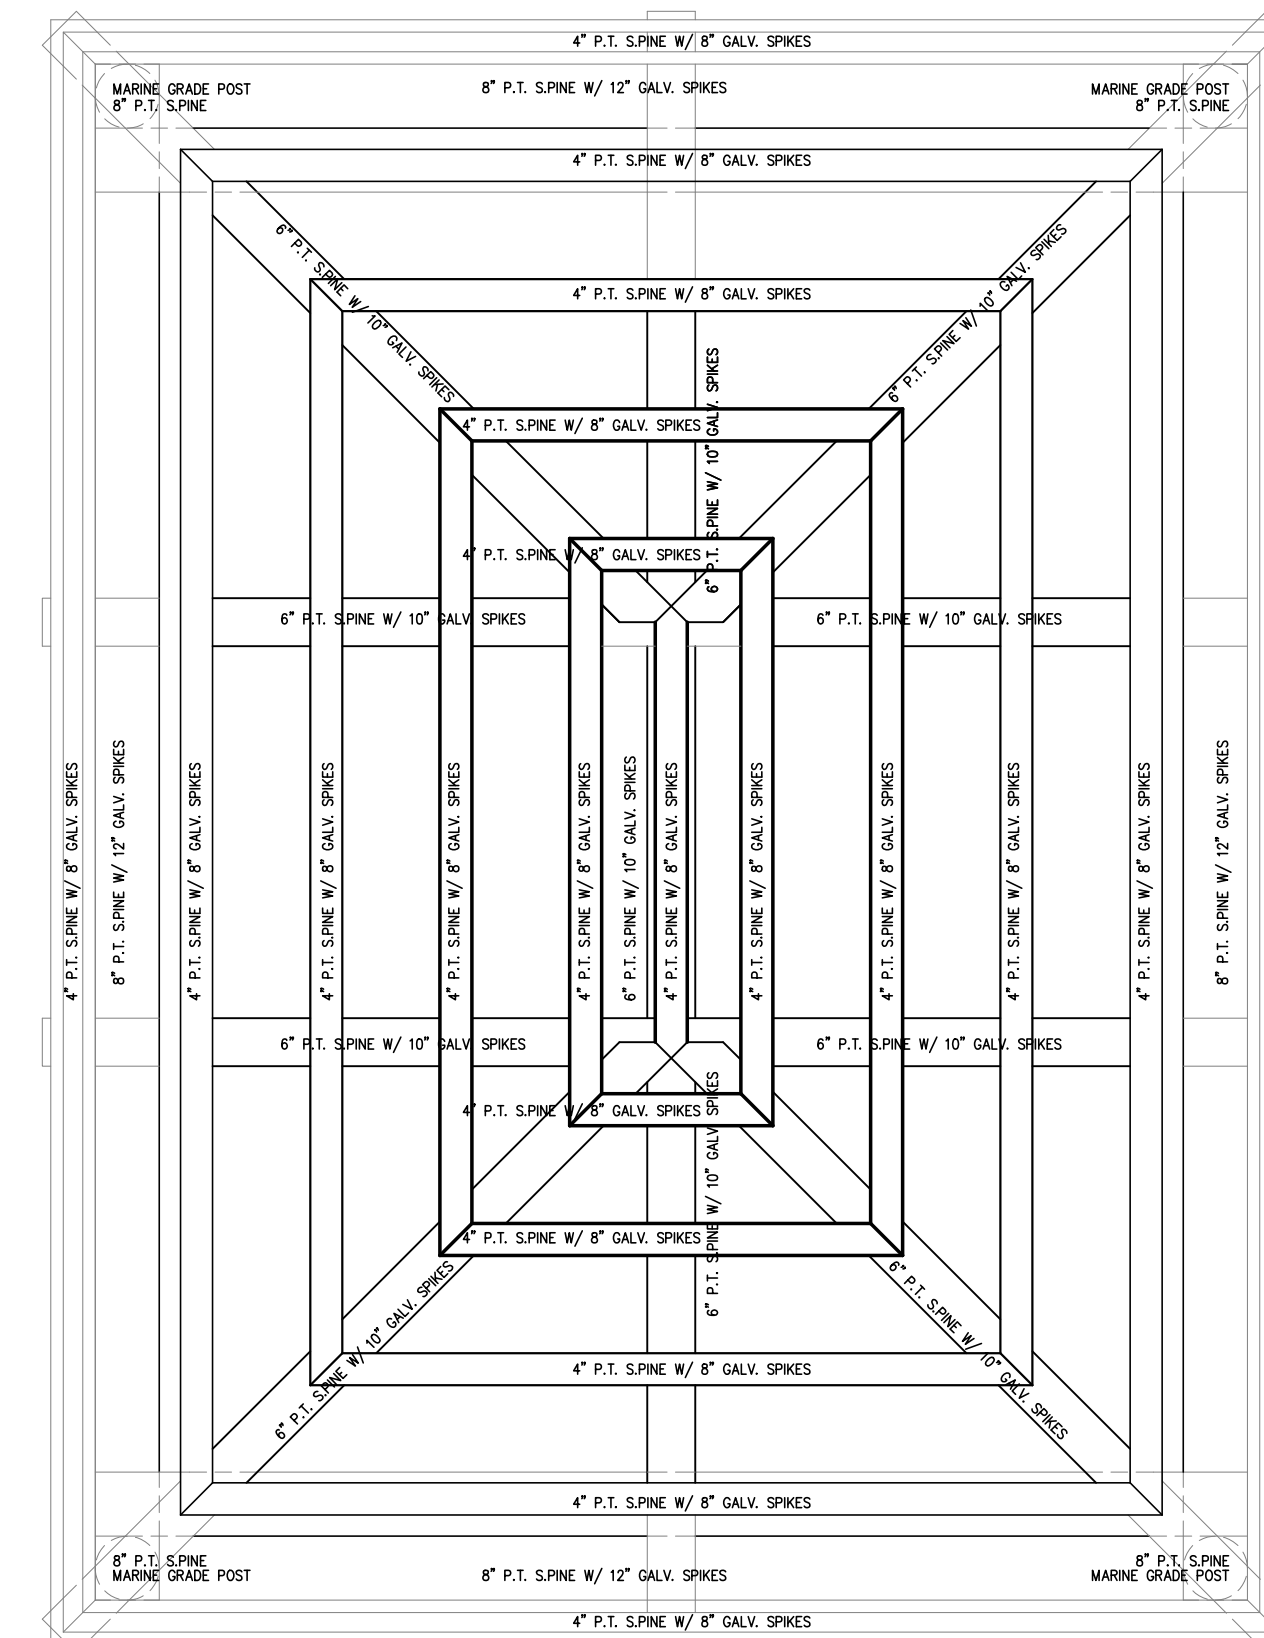 4” P.T. S.PINE W/ 8” GALV. SPIKES
MARINE GRADE POST
8” P.T. S.PINE
8” P.T. S.PINE W/ 12” GALV. SPIKES
MARINE GRADE POST
8” P.T. S.PINE
4” P.T. S.PINE W/ 8” GALV. SPIKES
6” P.T. S.PINE W/ 10” GALV. SPIKES
6” P.T. S.PINE W/ 10” GALV. SPIKES
4” P.T. S.PINE W/ 8” GALV. SPIKES
6” P.T. S.PINE W/ 10” GALV. SPIKES
4” P.T. S.PINE W/ 8” GALV. SPIKES
4” P.T. S.PINE W/ 8” GALV. SPIKES
6” P.T. S.PINE W/ 10” GALV. SPIKES
6” P.T. S.PINE W/ 10” GALV. SPIKES
4” P.T. S.PINE W/ 8” GALV. SPIKES
8” P.T. S.PINE W/ 12” GALV. SPIKES
4” P.T. S.PINE W/ 8” GALV. SPIKES
4” P.T. S.PINE W/ 8” GALV. SPIKES
4” P.T. S.PINE W/ 8” GALV. SPIKES
4” P.T. S.PINE W/ 8” GALV. SPIKES
6” P.T. S.PINE W/ 10” GALV. SPIKES
4” P.T. S.PINE W/ 8” GALV. SPIKES
4” P.T. S.PINE W/ 8” GALV. SPIKES
4” P.T. S.PINE W/ 8” GALV. SPIKES
4” P.T. S.PINE W/ 8” GALV. SPIKES
4” P.T. S.PINE W/ 8” GALV. SPIKES
8” P.T. S.PINE W/ 12” GALV. SPIKES
6” P.T. S.PINE W/ 10” GALV. SPIKES
6” P.T. S.PINE W/ 10” GALV. SPIKES
4” P.T. S.PINE W/ 8” GALV. SPIKES
6” P.T. S.PINE W/ 10” GALV. SPIKES
4” P.T. S.PINE W/ 8” GALV. SPIKES
6” P.T. S.PINE W/ 10” GALV. SPIKES
6” P.T. S.PINE W/ 10” GALV. SPIKES
4” P.T. S.PINE W/ 8” GALV. SPIKES
4” P.T. S.PINE W/ 8” GALV. SPIKES
8” P.T. S.PINE
MARINE GRADE POST
8” P.T. S.PINE W/ 12” GALV. SPIKES
8” P.T. S.PINE
MARINE GRADE POST
4” P.T. S.PINE W/ 8” GALV. SPIKES